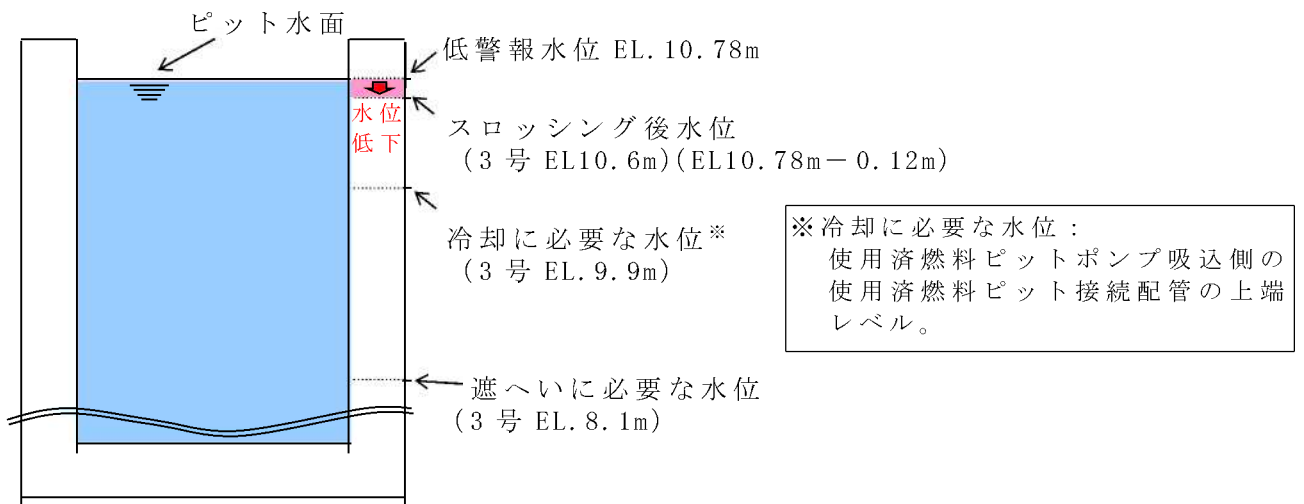 ピット水面
低警報水位 EL.10.78m
水位
低下
スロッシング後水位
(3号 EL10.6m)(EL10.78m－0.12m)
冷却に必要な水位※
(3号 EL.9.9m)
※冷却に必要な水位：
使用済燃料ピットポンプ吸込側の
使用済燃料ピット接続配管の上端
レベル。
遮へいに必要な水位
(3号 EL.8.1m)